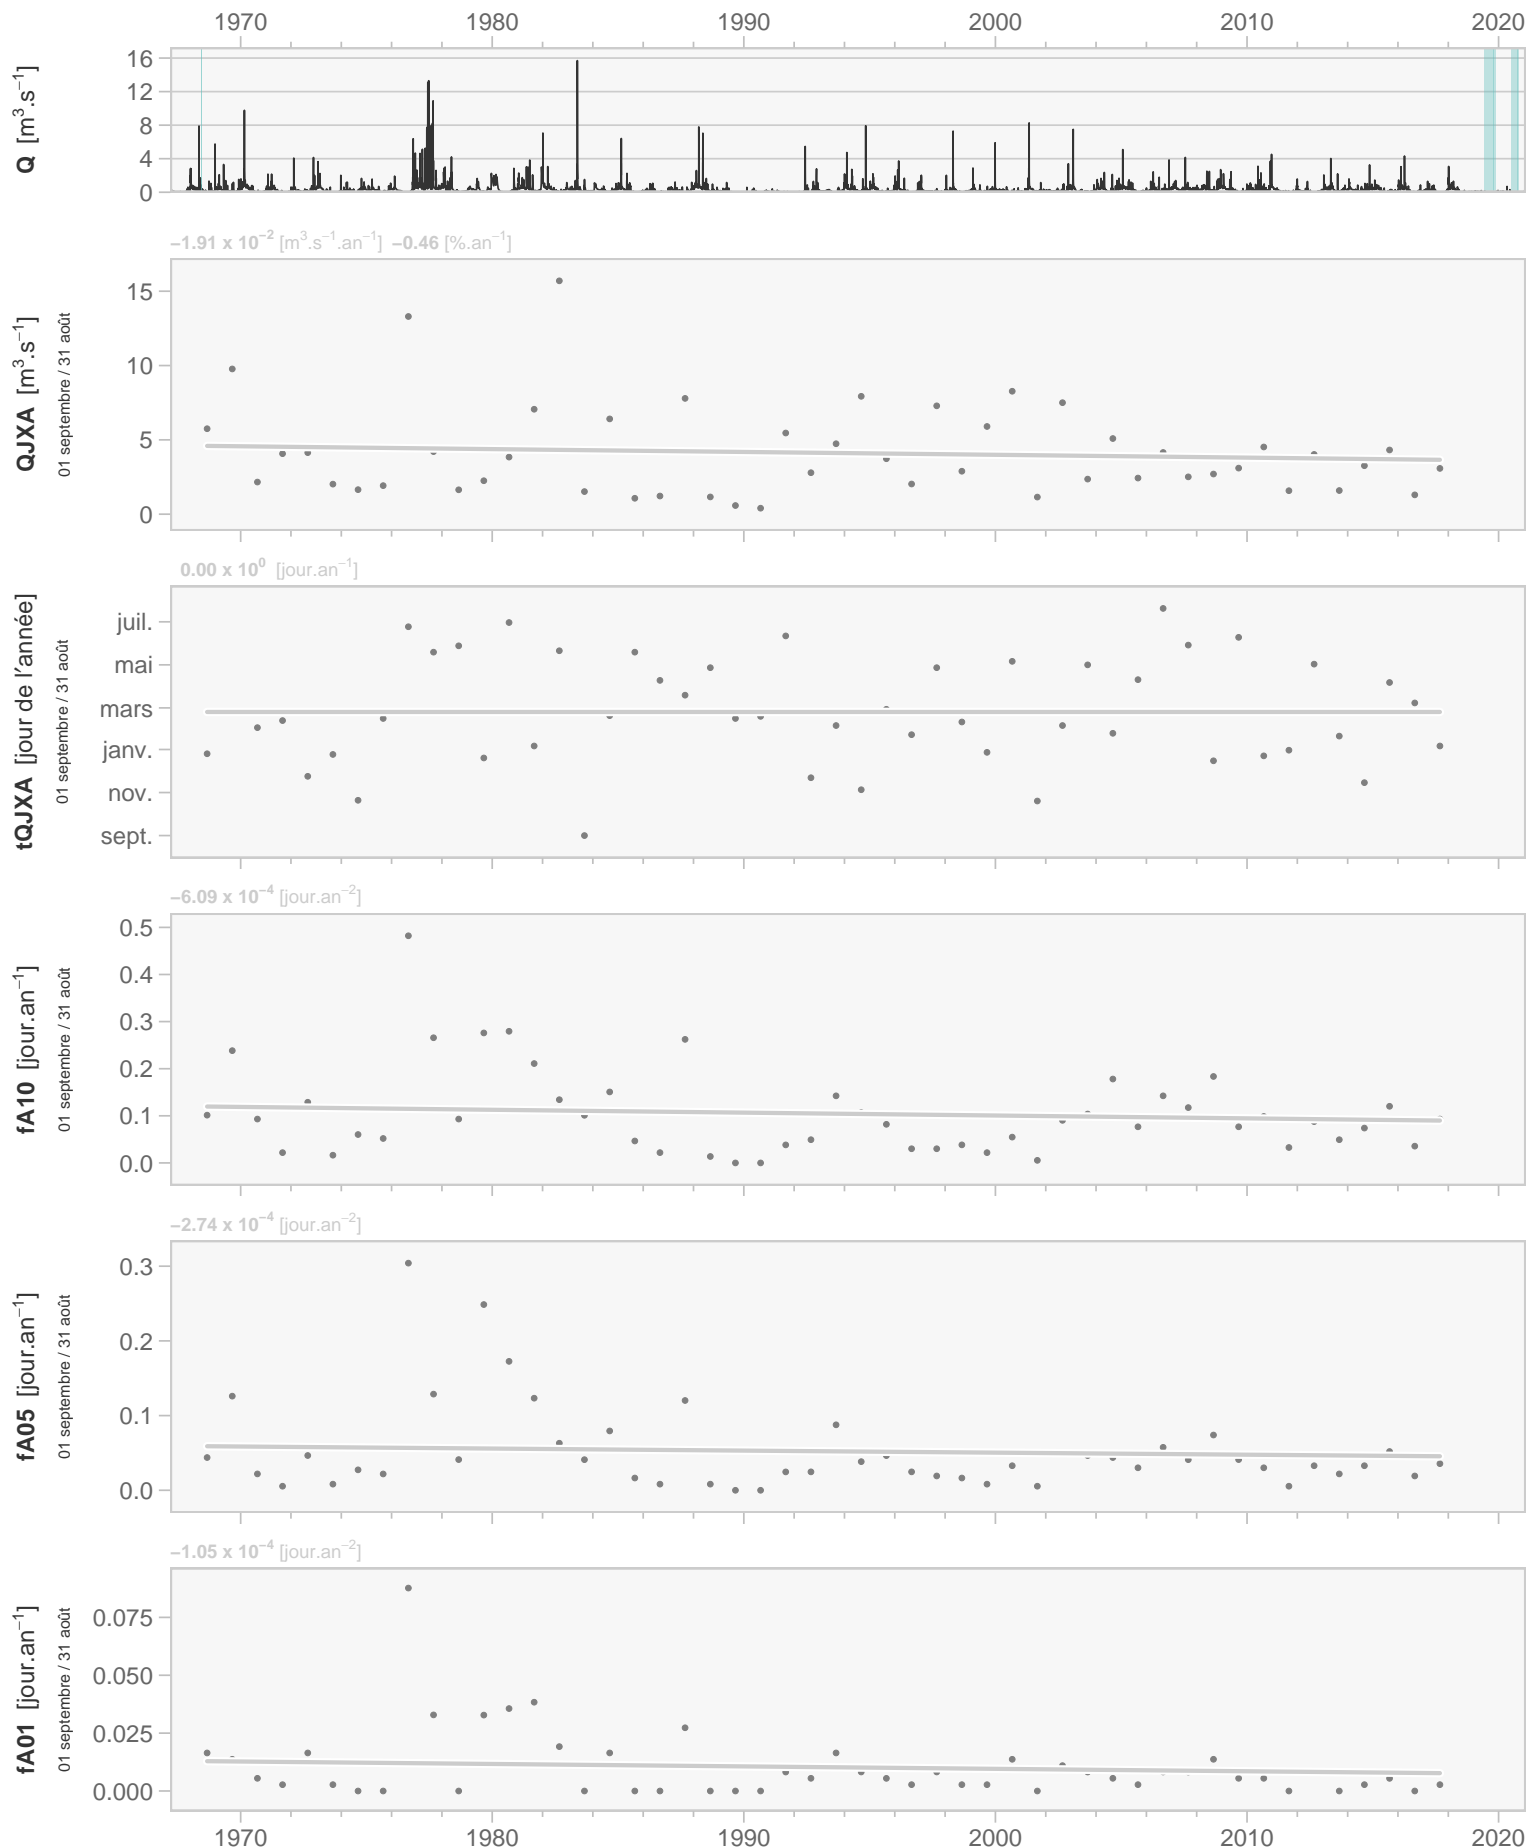 1970 1980 1990 2000 2010 2020
Q [m³.s⁻¹]
16
12
8
4
0
−1.91 x 10⁻² [m³.s⁻¹.an⁻¹] −0.46 [%.an⁻¹]
QJXA [m³.s⁻¹]
01 septembre / 31 août
15
10
5
0
0.00 x 10⁰ [jour.an⁻¹]
tQJXA [jour de l'année]
01 septembre / 31 août
juil.
mai
mars
janv.
nov.
sept.
−6.09 x 10⁻⁴ [jour.an⁻²]
fA10 [jour.an⁻¹]
01 septembre / 31 août
0.5
0.4
0.3
0.2
0.1
0.0
−2.74 x 10⁻⁴ [jour.an⁻²]
fA05 [jour.an⁻¹]
01 septembre / 31 août
0.3
0.2
0.1
0.0
−1.05 x 10⁻⁴ [jour.an⁻²]
fA01 [jour.an⁻¹]
01 septembre / 31 août
0.075
0.050
0.025
0.000
1970 1980 1990 2000 2010 2020